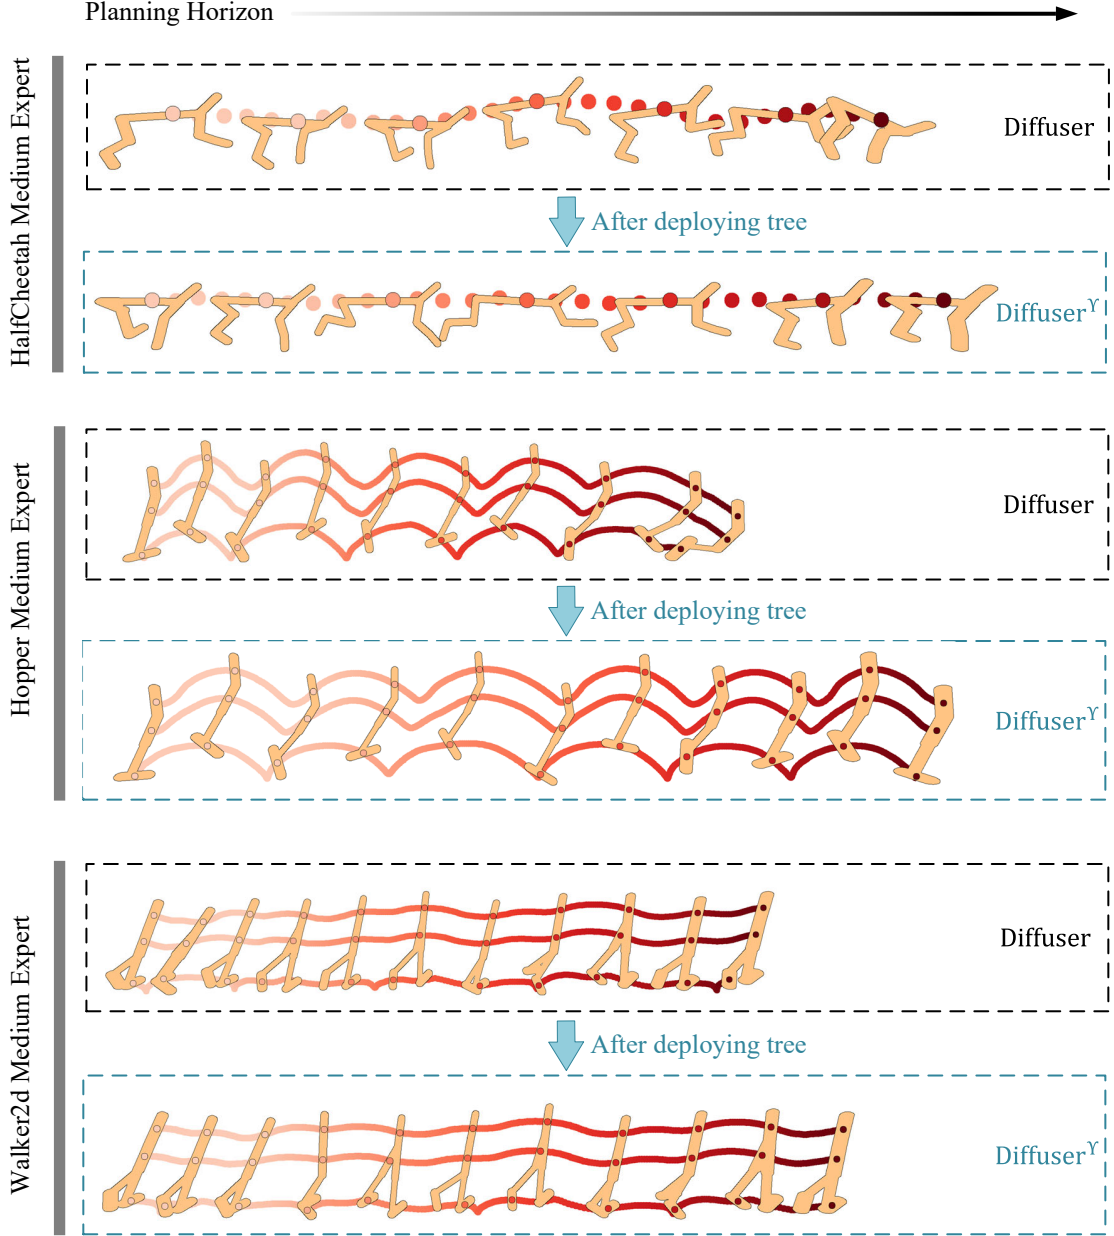 Planning Horizon
HalfCheetah Medium Expert
Diffuser
After deploying tree
Diffuser^ϒ
Hopper Medium Expert
Diffuser
After deploying tree
Diffuser^ϒ
Walker2d Medium Expert
Diffuser
After deploying tree
Diffuser^ϒ